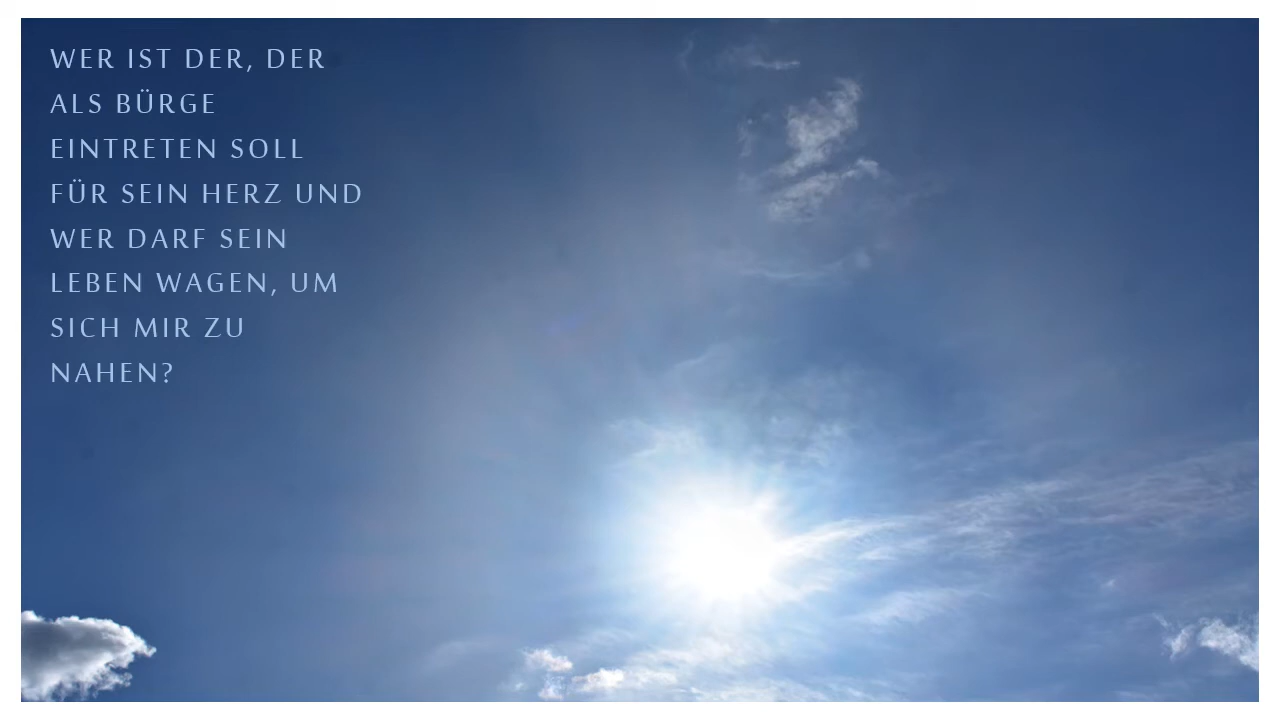 WER IST DER, DER
ALS BÜRGE
EINTRETEN SOLL
FÜR SEIN HERZ UND
WER DARF SEIN
LEBEN WAGEN, UM
SICH MIR ZU
NAHEN?